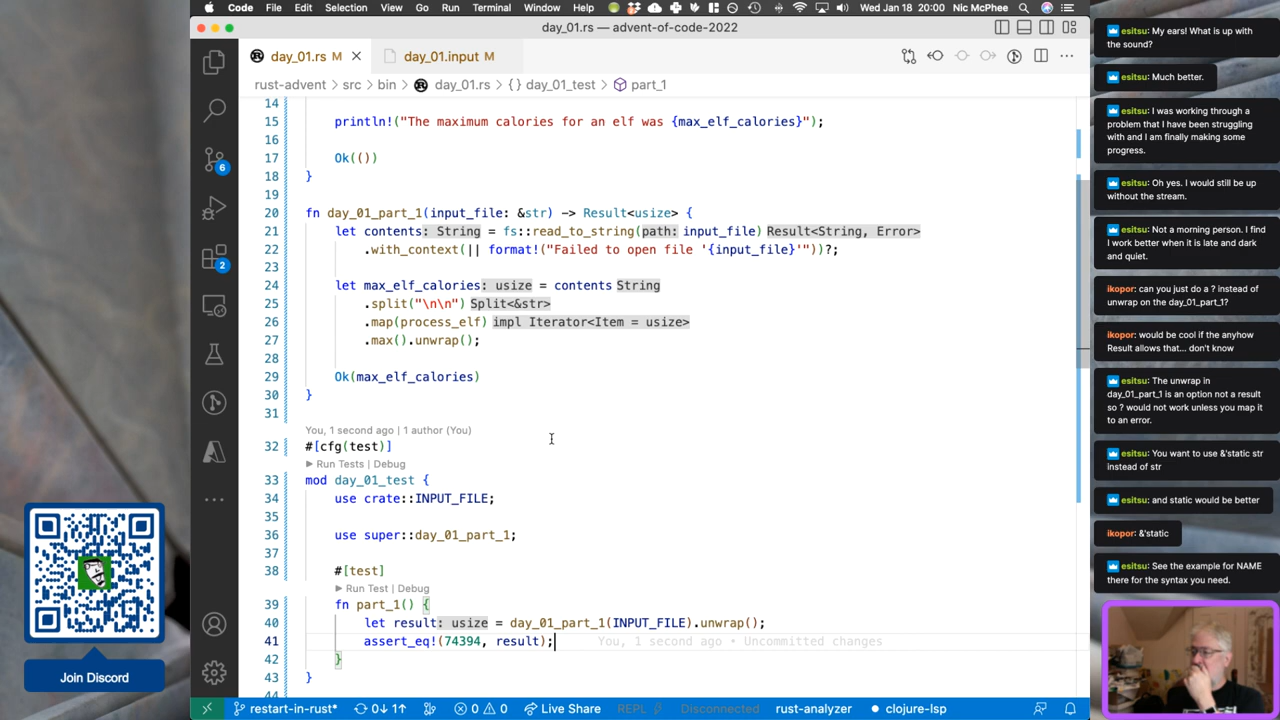 Code File Edit Selection View Go Run Terminal Window Help Wed Jan 18 20:00 Nic McPhee
day_01.rs — advent-of-code-2022
day_01.rs M day_01.input M
rust-advent > src > bin > day_01.rs > {} day_01_test > part_1
14
15 println!("The maximum calories for an elf was {max_elf_calories}");
16
17 Ok(())
18 }
19
20 fn day_01_part_1(input_file: &str) -> Result<usize> {
21 let contents: String = fs::read_to_string(path: input_file) Result<String, Error>
22 .with_context(|| format!("Failed to open file '{input_file}'"))?;
23
24 let max_elf_calories: usize = contents String
25 .split("\n\n") Split<&str>
26 .map(process_elf) impl Iterator<Item = usize>
27 .max().unwrap();
28
29 Ok(max_elf_calories)
30 }
31
You, 1 second ago | 1 author (You)
32 #[cfg(test)]
Run Tests | Debug
33 mod day_01_test {
34 use crate::INPUT_FILE;
35
36 use super::day_01_part_1;
37
38 #[test]
Run Test | Debug
39 fn part_1() {
40 let result: usize = day_01_part_1(INPUT_FILE).unwrap();
41 assert_eq!(74394, result); You, 1 second ago • Uncommitted changes
42 }
43 }
44
6
2
restart-in-rust* 0↓ 1↑ 0 0 Live Share REPL Disconnected rust-analyzer clojure-lsp
Join Discord
esitsu: My ears! What is up with
the sound?
esitsu: Much better.
esitsu: I was working through a
problem that I have been struggling
with and I am finally making some
progress.
esitsu: Oh yes. I would still be up
without the stream.
esitsu: Not a morning person. I find
I work better when it is late and dark
and quiet.
ikopor: can you just do a ? instead of
unwrap on the day_01_part_1?
ikopor: would be cool if the anyhow
Result allows that... don't know
esitsu: The unwrap in
day_01_part_1 is an option not a result
so ? would not work unless you map it
to an error.
esitsu: You want to use &'static str
instead of str
esitsu: and static would be better
ikopor: &'static
esitsu: See the example for NAME
there for the syntax you need.